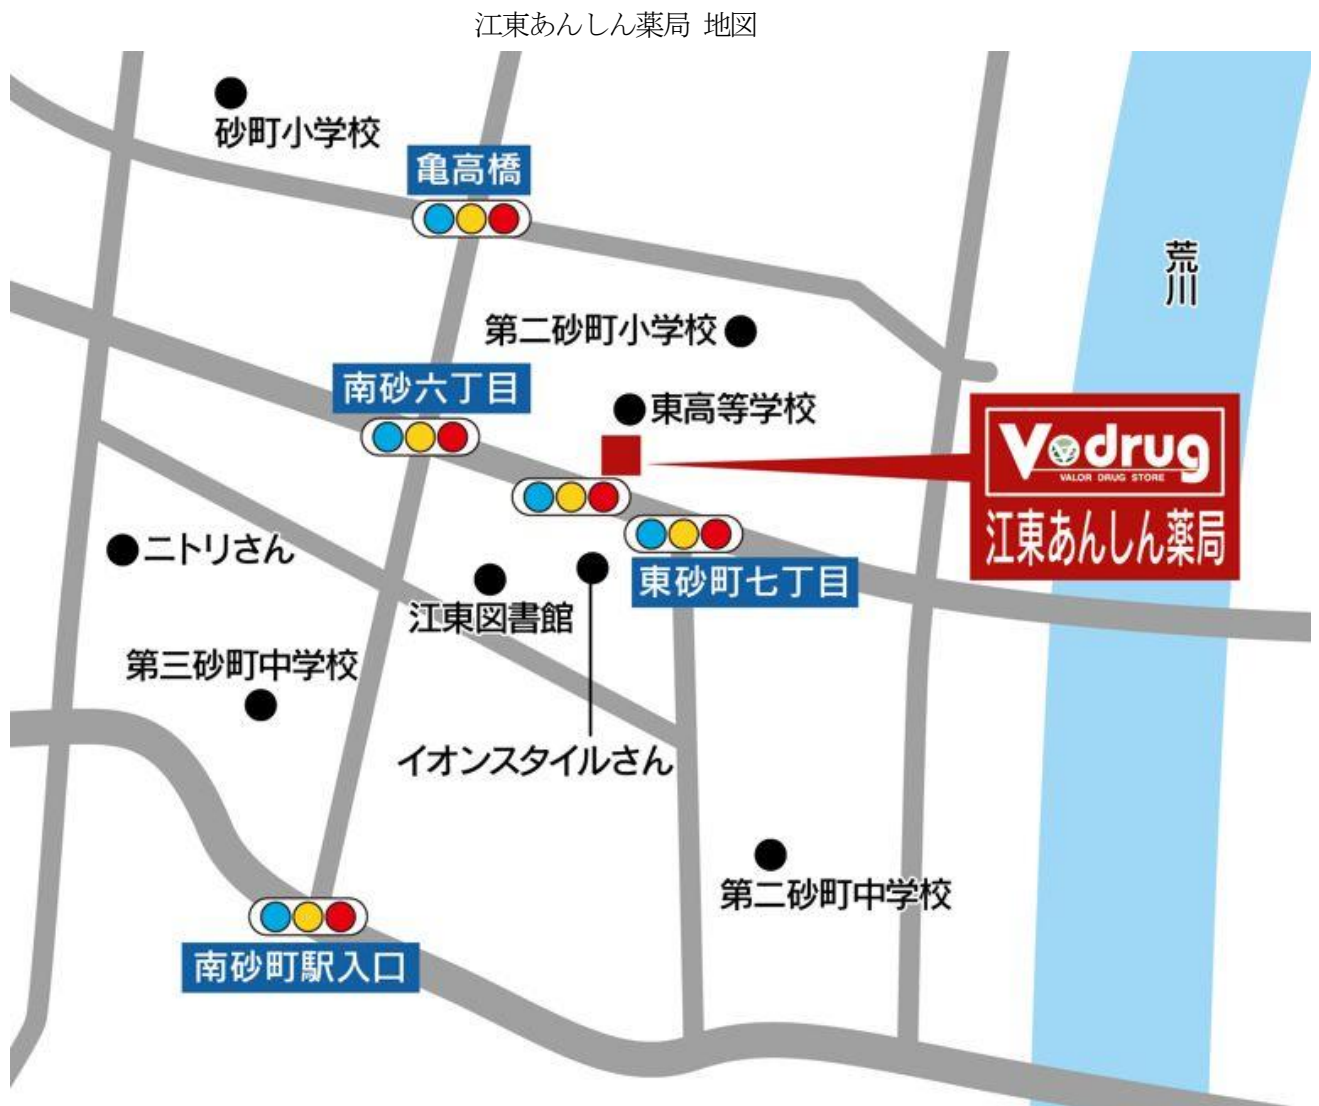 江東あんしん薬局 地図
砂町小学校
亀高橋
荒川
第二砂町小学校
南砂六丁目
東高等学校
Vodrug
VALOR DRUG STORE
江東あんしん薬局
ニトリさん
江東図書館
東砂町七丁目
第三砂町中学校
イオンスタイルさん
第二砂町中学校
南砂町駅入口